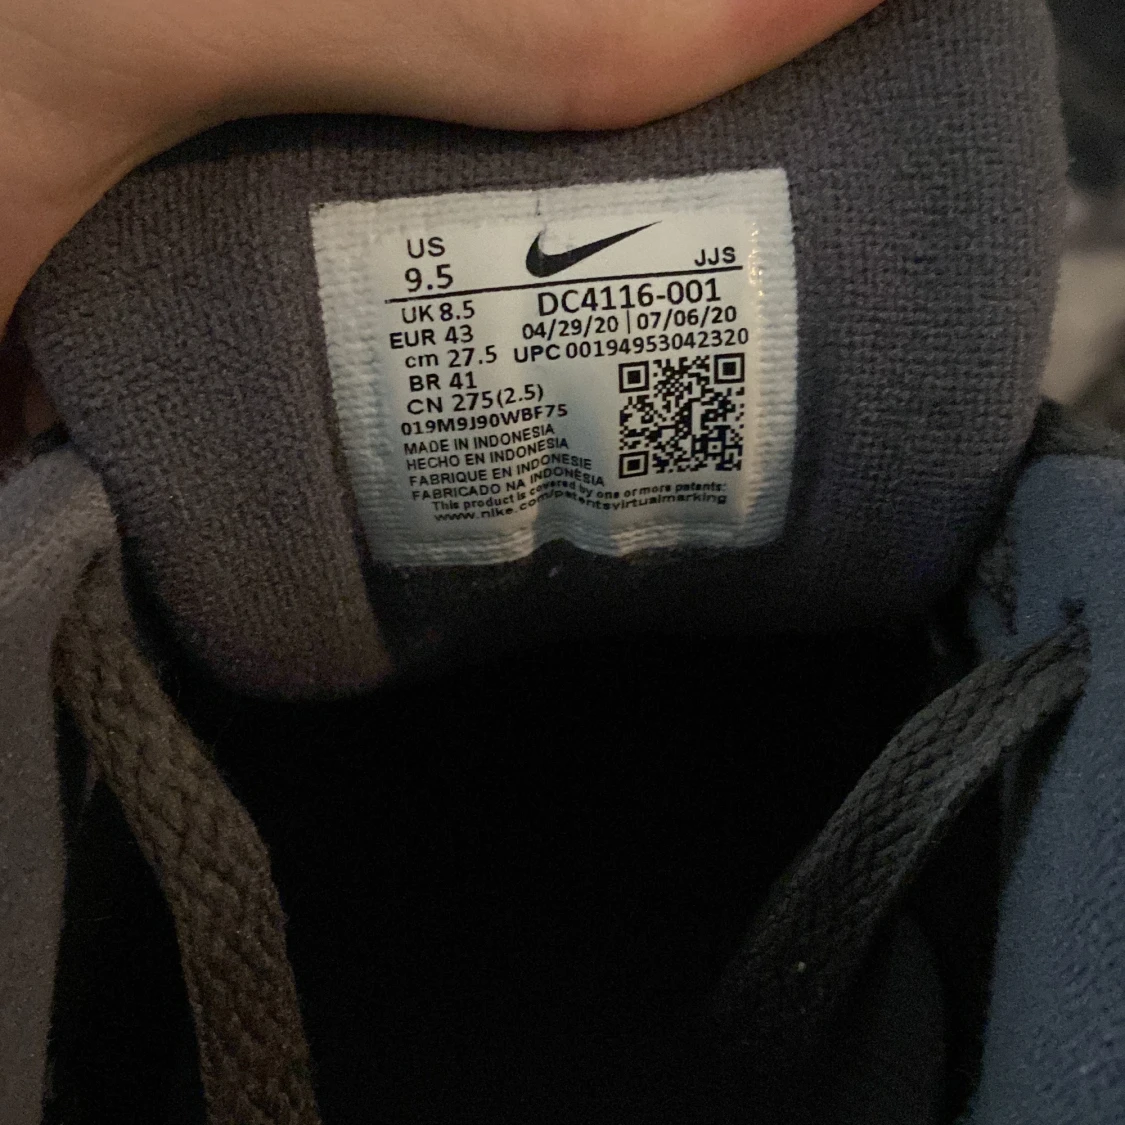 US
9.5
JJS
UK 8.5
DC4116-001
EUR 43
04/29/20 | 07/06/20
cm 27.5
UPC 00194953042320
BR 41
CN 275(2.5)
019M9J90WBF75
MADE IN INDONESIA
HECHO EN INDONESIA
FABRIQUE EN INDONESIE
FABRICADO NA INDONÉSIA
This product is covered by one or more patents:
www.nike.com/patentsvirtualmarking